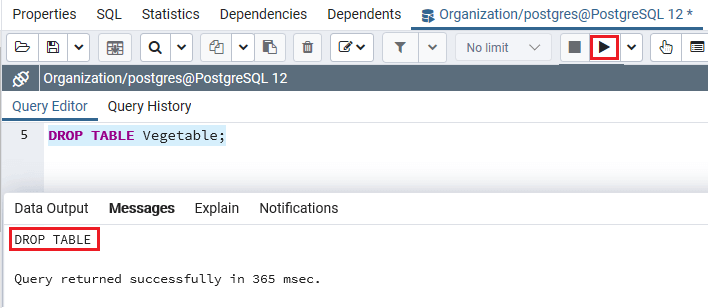 Properties SQL Statistics Dependencies Dependents Organization/postgres@PostgreSQL 12 *
No limit
Organization/postgres@PostgreSQL 12
Query Editor Query History
5 DROP TABLE Vegetable;
Data Output Messages Explain Notifications
DROP TABLE
Query returned successfully in 365 msec.